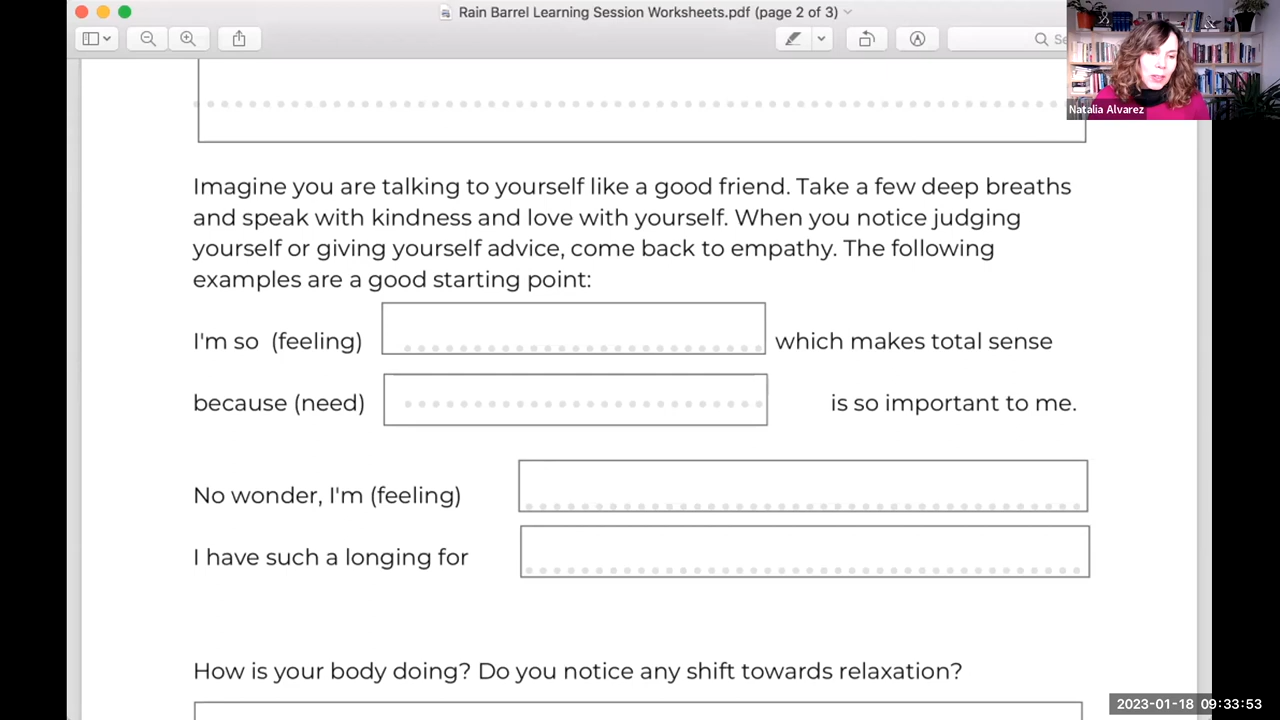 Rain Barrel Learning Session Worksheets.pdf (page 2 of 3)
Natalia Alvarez
Imagine you are talking to yourself like a good friend. Take a few deep breaths
and speak with kindness and love with yourself. When you notice judging
yourself or giving yourself advice, come back to empathy. The following
examples are a good starting point:
I'm so (feeling) which makes total sense
because (need) is so important to me.
No wonder, I'm (feeling)
I have such a longing for
How is your body doing? Do you notice any shift towards relaxation?
2023-01-18 09:33:53